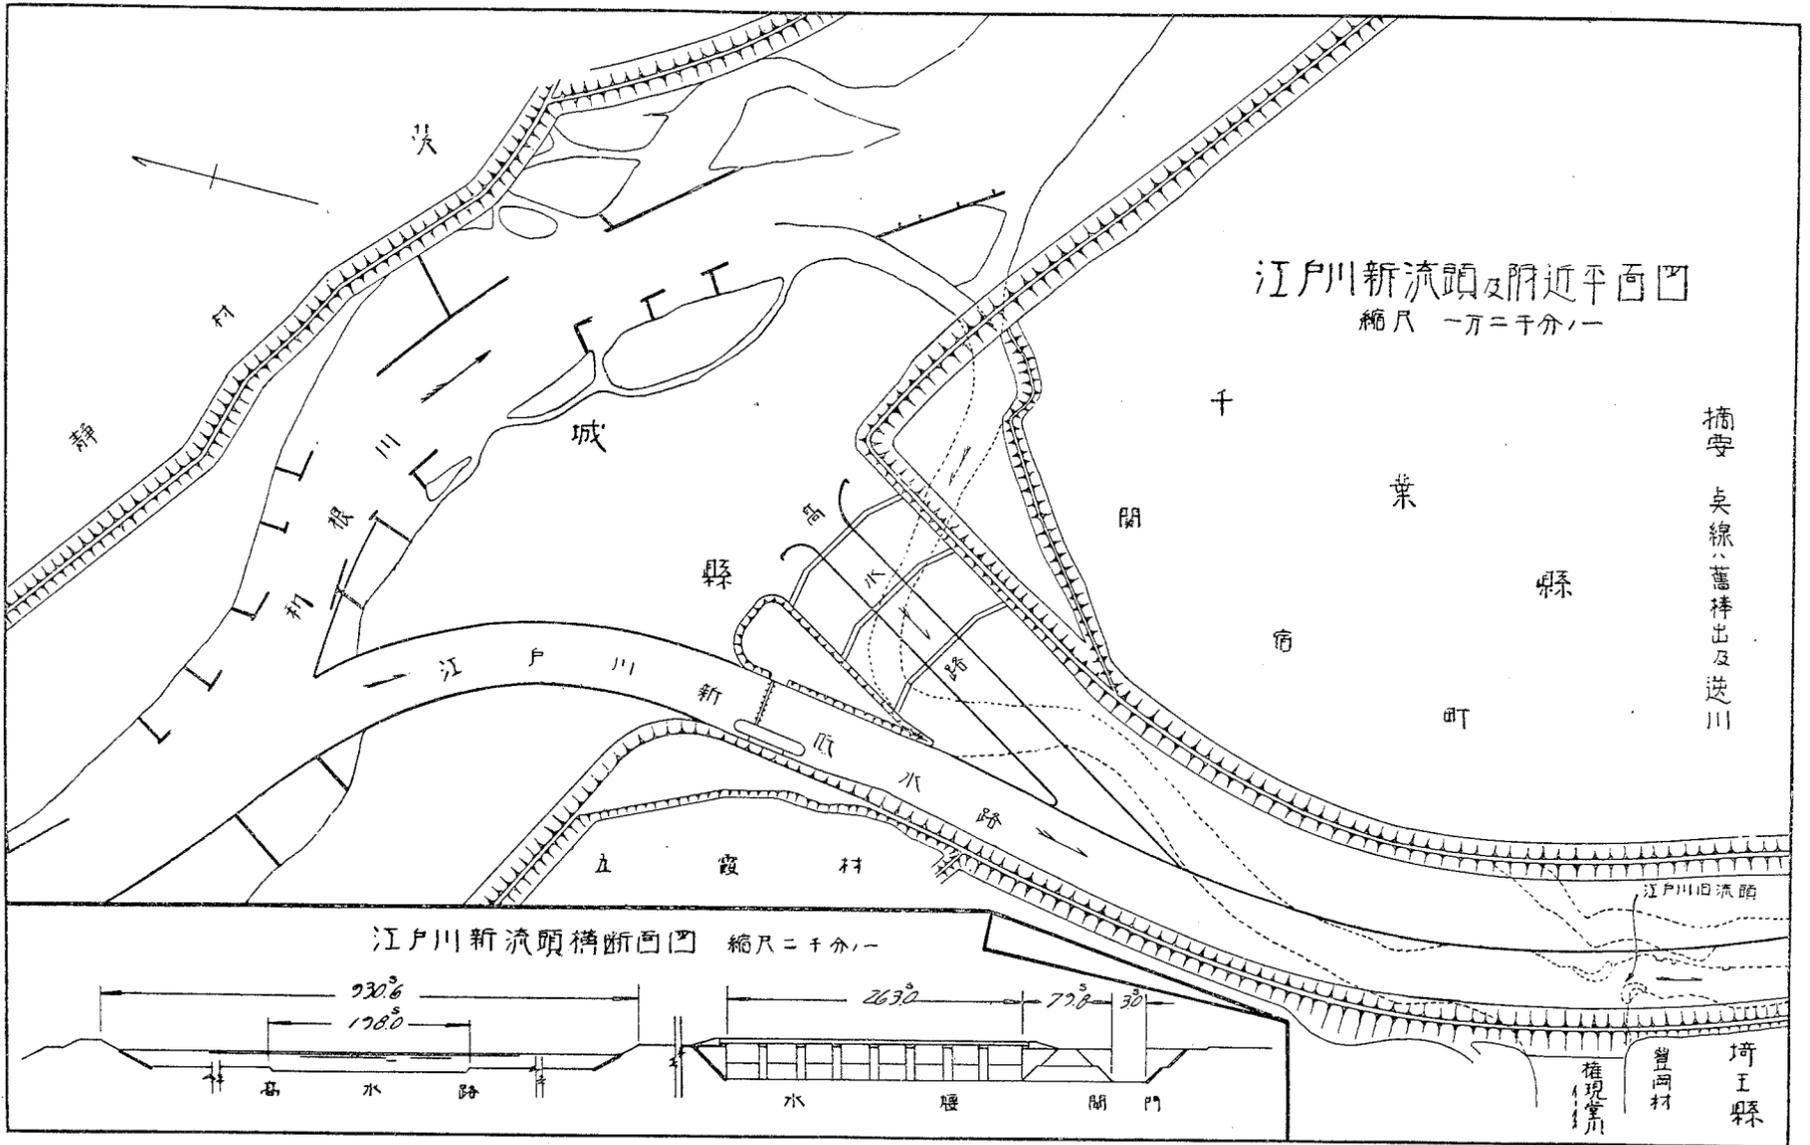 江戸川新流頭及附近平面図
縮尺 一万二千分ノ一
摘要 点線ハ舊棒出及逆川
茨
城
縣
静
村
利
根
川
千
葉
縣
関
宿
町
高
水
路
江
戸
川
新
低
水
路
五
霞
村
江戸川旧流頭
権現堂川
豊岡村
埼玉縣
江戸川新流頭横断面図 縮尺二千分ノ一
930.6
198.0
263.0
79.8
3.0
高 水 路
水 堰
閘 門